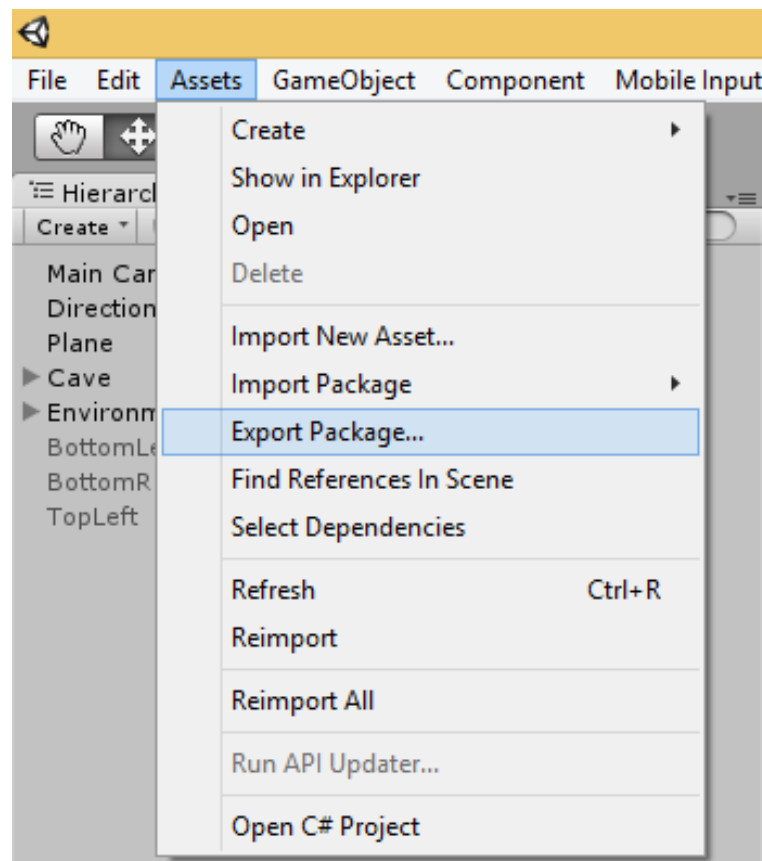 File Edit Assets GameObject Component Mobile Input
Create
Show in Explorer
Open
Delete
Import New Asset...
Import Package
Export Package...
Find References In Scene
Select Dependencies
Refresh Ctrl+R
Reimport
Reimport All
Run API Updater...
Open C# Project
Hierarc
Create
Main Car
Direction
Plane
Cave
Environm
BottomLe
BottomR
TopLeft